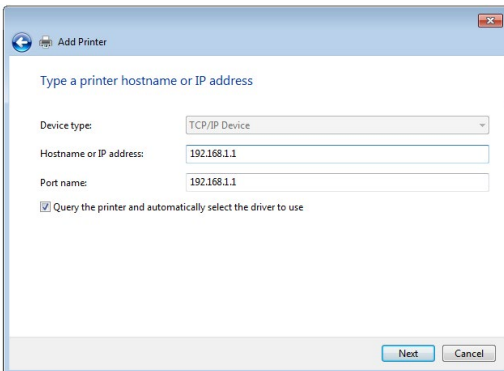 Add Printer
Type a printer hostname or IP address
Device type: TCP/IP Device
Hostname or IP address: 192.168.1.1
Port name: 192.168.1.1
Query the printer and automatically select the driver to use
Next Cancel